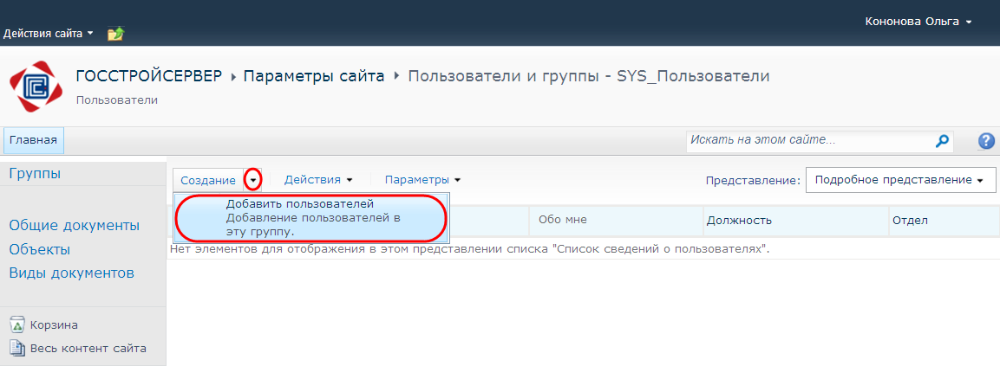 Кононова Ольга
Действия сайта
ГОССТРОЙСЕРВЕР Параметры сайта Пользователи и группы - SYS_Пользователи
Пользователи
Главная
Искать на этом сайте...
Группы
Создание Действия Параметры Представление: Подробное представление
Добавить пользователей
Добавление пользователей в
эту группу.
Обо мне Должность Отдел
Нет элементов для отображения в этом представлении списка "Список сведений о пользователях".
Общие документы
Объекты
Виды документов
Корзина
Весь контент сайта